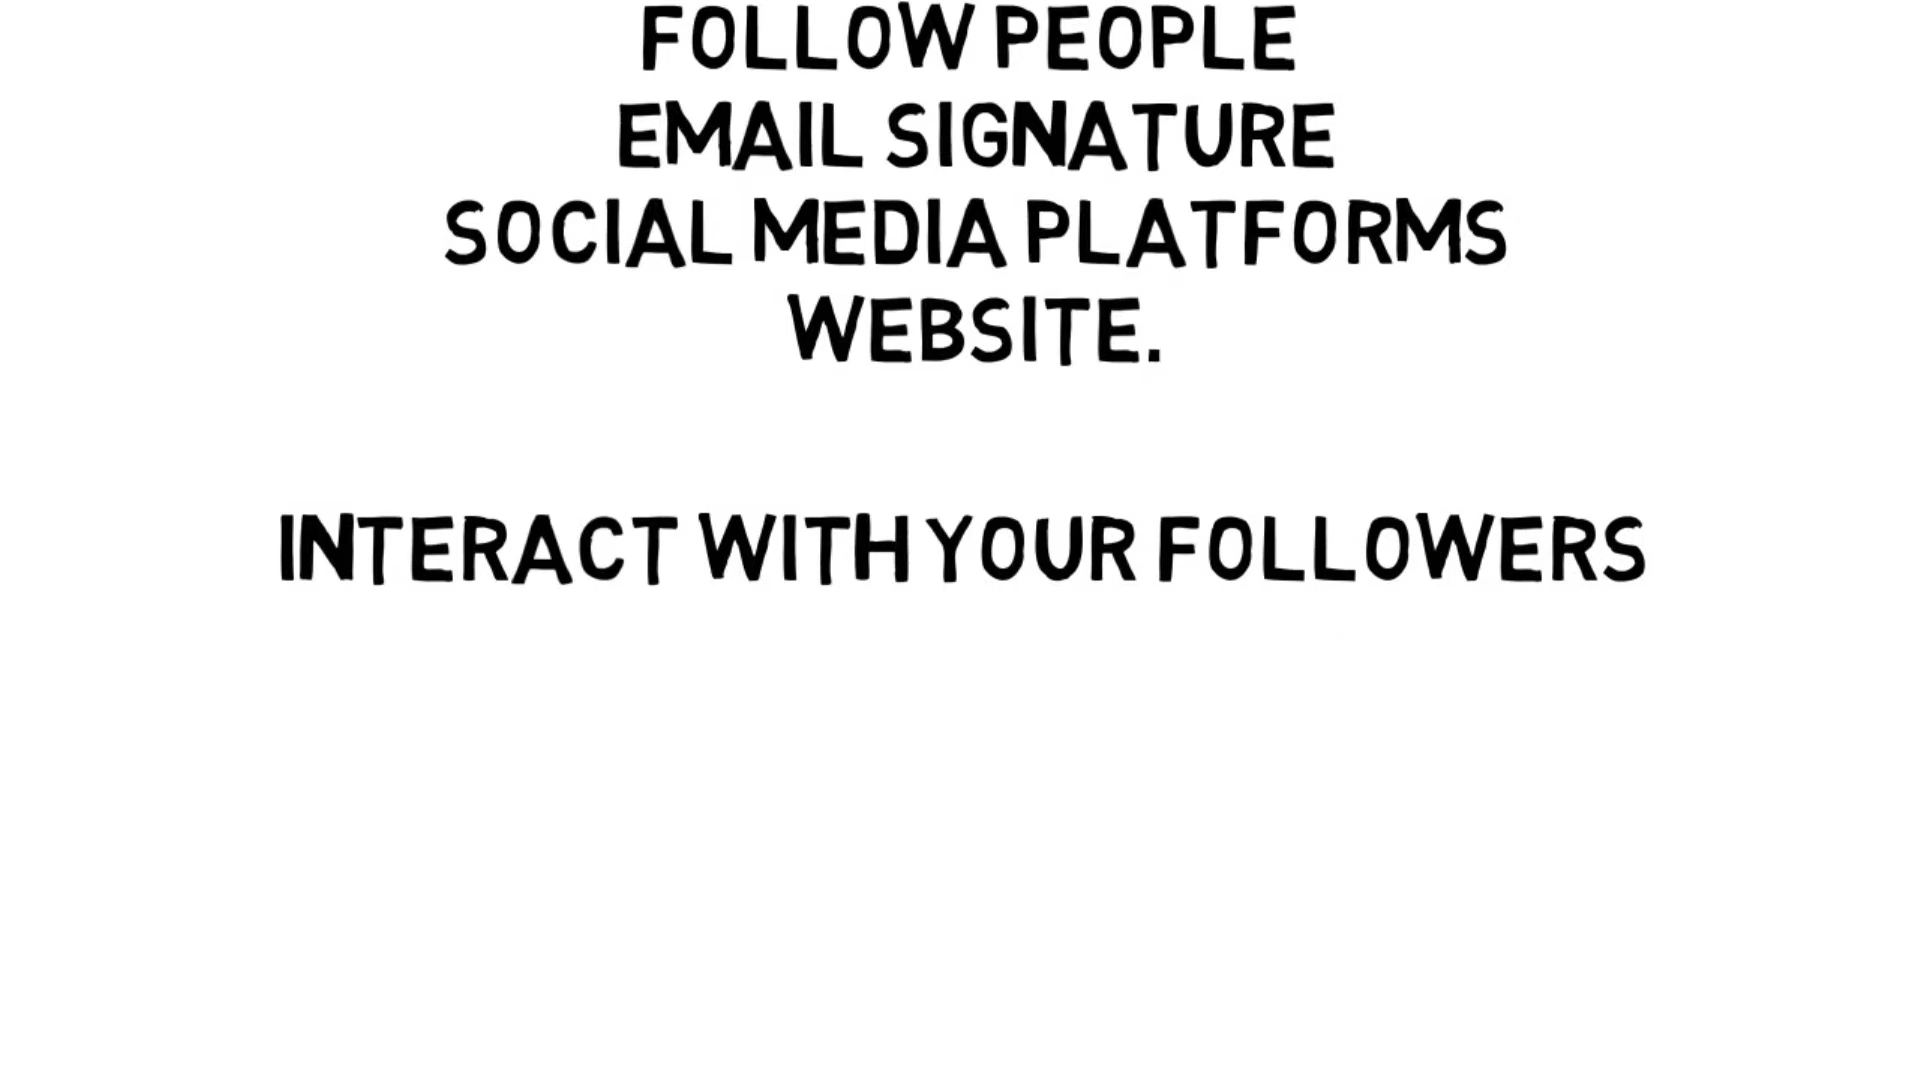 FOLLOW PEOPLE
EMAIL SIGNATURE
SOCIAL MEDIA PLATFORMS
WEBSITE.
INTERACT WITH YOUR FOLLOWERS